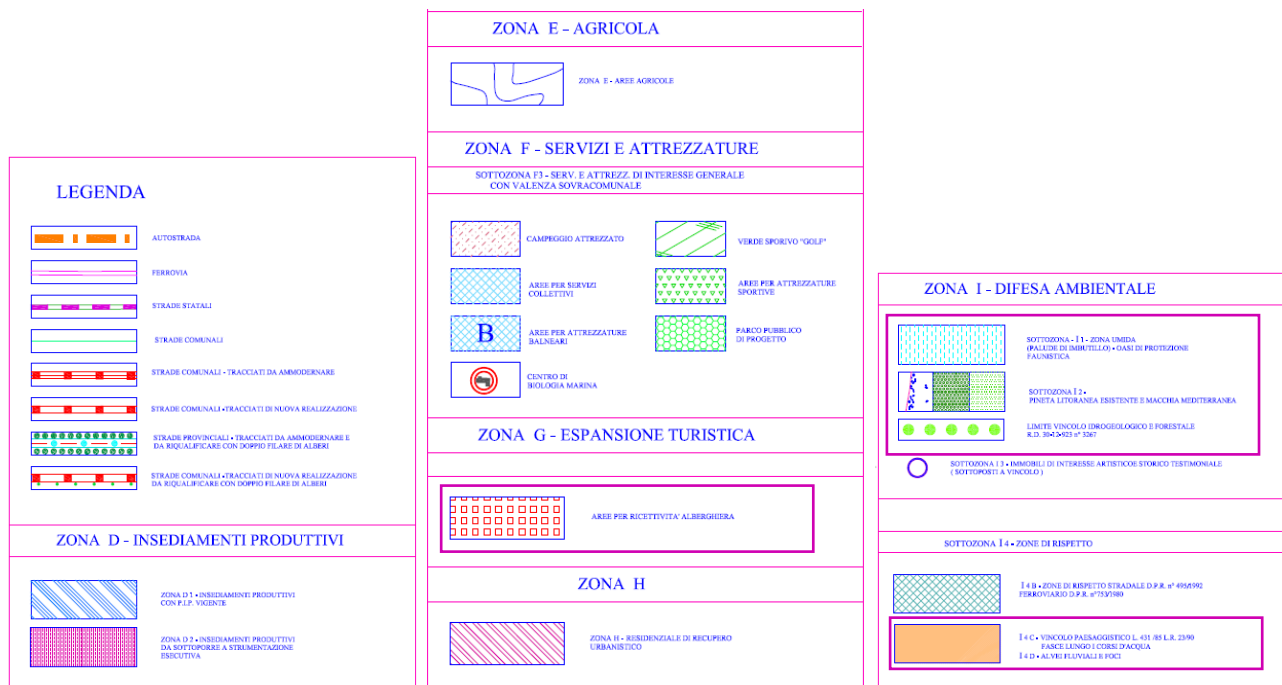 LEGENDA
AUTOSTRADA
FERROVIA
STRADE STATALI
STRADE COMUNALI
STRADE COMUNALI - TRACCIATI DA AMMODERNARE
STRADE COMUNALI - TRACCIATI DI NUOVA REALIZZAZIONE
STRADE PROVINCIALI - TRACCIATI DA AMMODERNARE E
DA RIQUALIFICARE CON DOPPIO FILARE DI ALBERI
STRADE COMUNALI - TRACCIATI DI NUOVA REALIZZAZIONE
DA RIQUALIFICARE CON DOPPIO FILARE DI ALBERI
ZONA D - INSEDIAMENTI PRODUTTIVI
ZONA D 1 - INSEDIAMENTI PRODUTTIVI
CON P.I.P. VIGENTE
ZONA D 2 - INSEDIAMENTI PRODUTTIVI
DA SOTTOPORRE A STRUMENTAZIONE
ESECUTIVA
ZONA E - AGRICOLA
ZONA E - AREE AGRICOLE
ZONA F - SERVIZI E ATTREZZATURE
SOTTOZONA F3 - SERV. E ATTREZZ. DI INTERESSE GENERALE
CON VALENZA SOVRACOMUNALE
CAMPEGGIO ATTREZZATO
AREE PER SERVIZI
COLLETTIVI
B
AREE PER ATTREZZATURE
BALNEARI
CENTRO DI
BIOLOGIA MARINA
VERDE SPORIVO "GOLF"
AREE PER ATTREZZATURE
SPORTIVE
PARCO PUBBLICO
DI PROGETTO
ZONA G - ESPANSIONE TURISTICA
AREE PER RICETTIVITA' ALBERGHIERA
ZONA H
ZONA H - RESIDENZIALE DI RECUPERO
URBANISTICO
ZONA I - DIFESA AMBIENTALE
SOTTOZONA - I 1 - ZONA UMIDA
(PALUDE DI IMBUTILLO) - OASI DI PROTEZIONE
FAUNISTICA
SOTTOZONA I 2 -
PINETA LITORANEA ESISTENTE E MACCHIA MEDITERRANEA
LIMITE VINCOLO IDROGEOLOGICO E FORESTALE
R.D. 30-12-923 n° 3267
SOTTOZONA I 3 - IMMOBILI DI INTERESSE ARTISTICOE STORICO TESTIMONIALE
( SOTTOPOSTI A VINCOLO )
SOTTOZONA I 4 - ZONE DI RISPETTO
I 4 B - ZONE DI RISPETTO STRADALE D.P.R. n° 495/1992
FERROVIARIO D.P.R. n°753/1980
I 4 C - VINCOLO PAESAGGISTICO L. 431 /85 L.R. 23/90
FASCE LUNGO I CORSI D'ACQUA
I 4 D - ALVEI FLUVIALI E FOCI